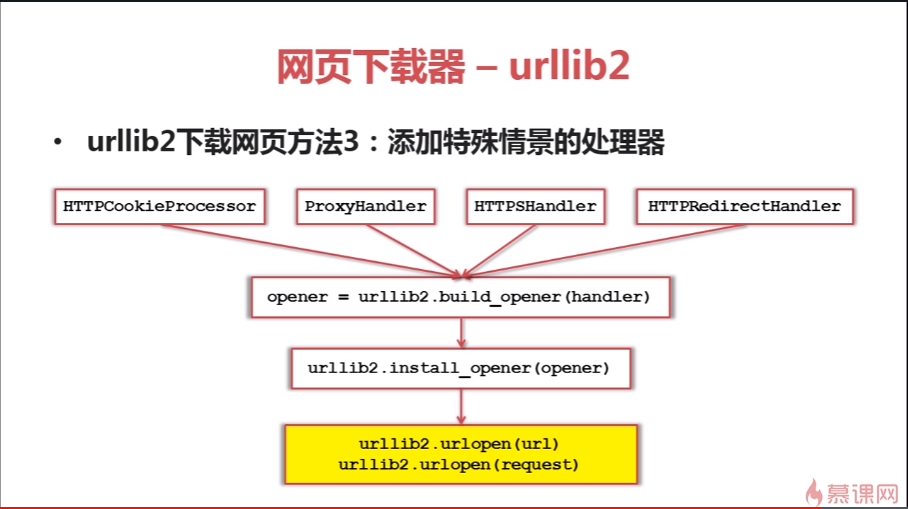 网页下载器 – urllib2
• urllib2下载网页方法3：添加特殊情景的处理器
HTTPCookieProcessor
ProxyHandler
HTTPSHandler
HTTPRedirectHandler
opener = urllib2.build_opener(handler)
urllib2.install_opener(opener)
urllib2.urlopen(url)
urllib2.urlopen(request)
慕课网